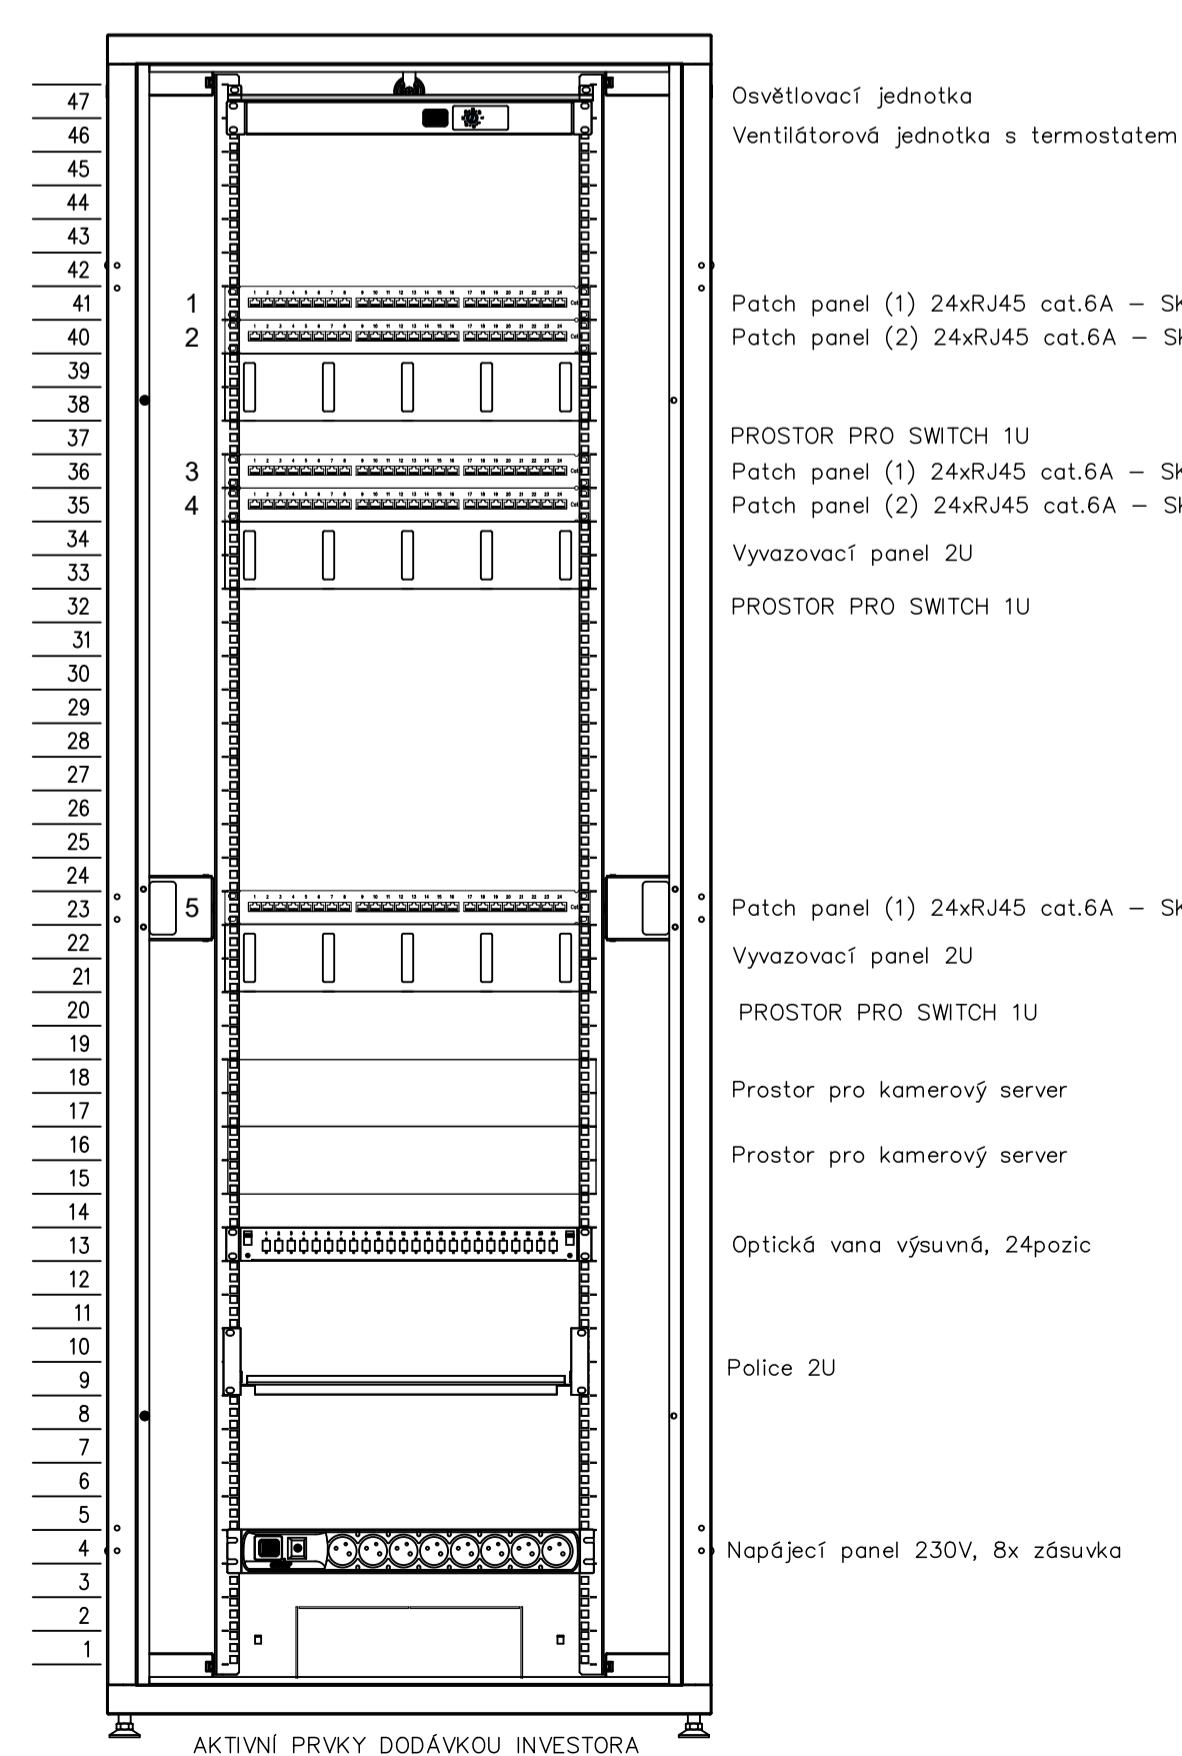 47 Osvětlovací jednotka
46 Ventilátorová jednotka s termostatem
45
44
43
42
41 1 Patch panel (1) 24xRJ45 cat.6A –
40 2 Patch panel (2) 24xRJ45 cat.6A –
39
38
37 PROSTOR PRO SWITCH 1U
36 3 Patch panel (1) 24xRJ45 cat.6A –
35 4 Patch panel (2) 24xRJ45 cat.6A –
34 Vyvazovací panel 2U
33
32 PROSTOR PRO SWITCH 1U
31
30
29
28
27
26
25
24
23 5 Patch panel (1) 24xRJ45 cat.6A –
22 Vyvazovací panel 2U
21
20 PROSTOR PRO SWITCH 1U
19
18 Prostor pro kamerový server
17
16 Prostor pro kamerový server
15
14
13 Optická vana výsuvná, 24pozic
12
11
10 Police 2U
9
8
7
6
5
4 Napájecí panel 230V, 8x zásuvka
3
2
1
AKTIVNÍ PRVKY DODÁVKOU INVESTORA